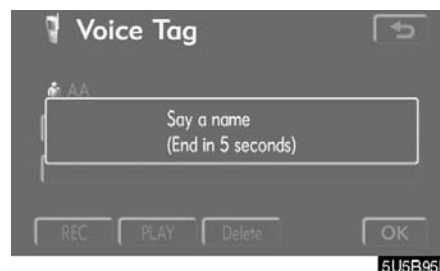 Voice Tag
AA
Say a name
(End in 5 seconds)
REC PLAY Delete OK
5U5B95